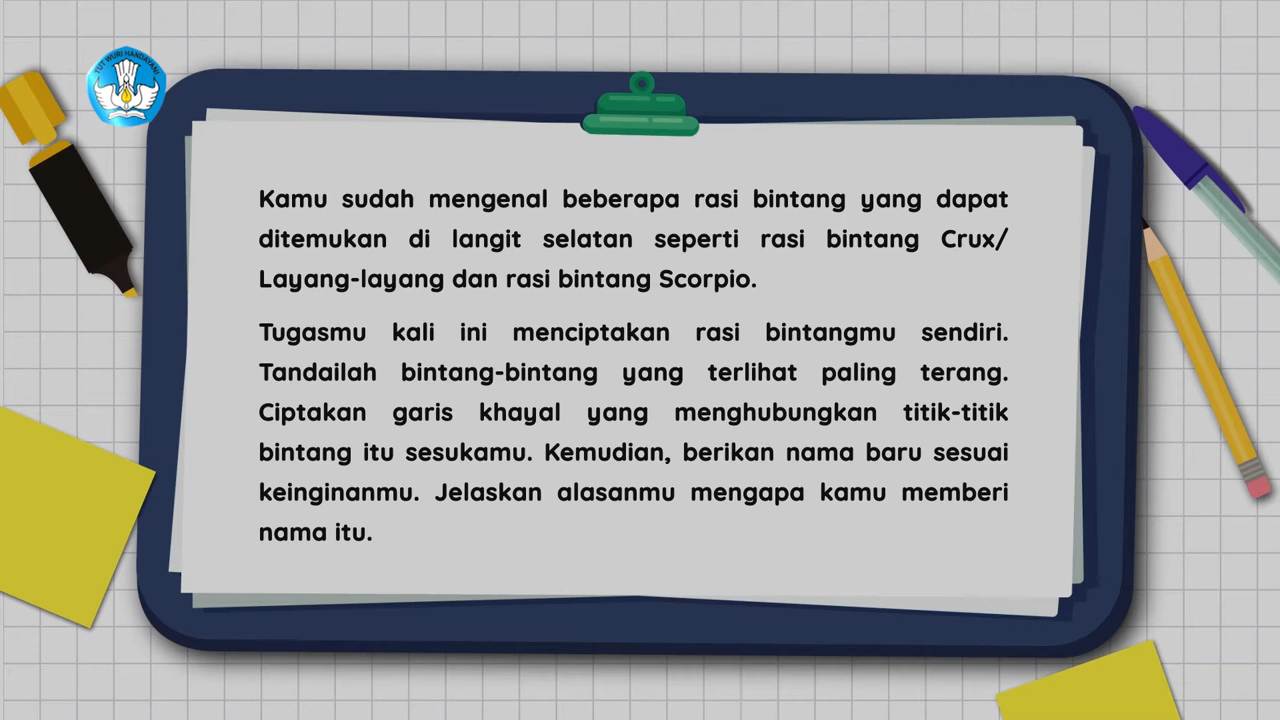 TUT WURI HANDAYANI
Kamu sudah mengenal beberapa rasi bintang yang dapat
ditemukan di langit selatan seperti rasi bintang Crux/
Layang-layang dan rasi bintang Scorpio.
Tugasmu kali ini menciptakan rasi bintangmu sendiri.
Tandailah bintang-bintang yang terlihat paling terang.
Ciptakan garis khayal yang menghubungkan titik-titik
bintang itu sesukamu. Kemudian, berikan nama baru sesuai
keinginanmu. Jelaskan alasanmu mengapa kamu memberi
nama itu.